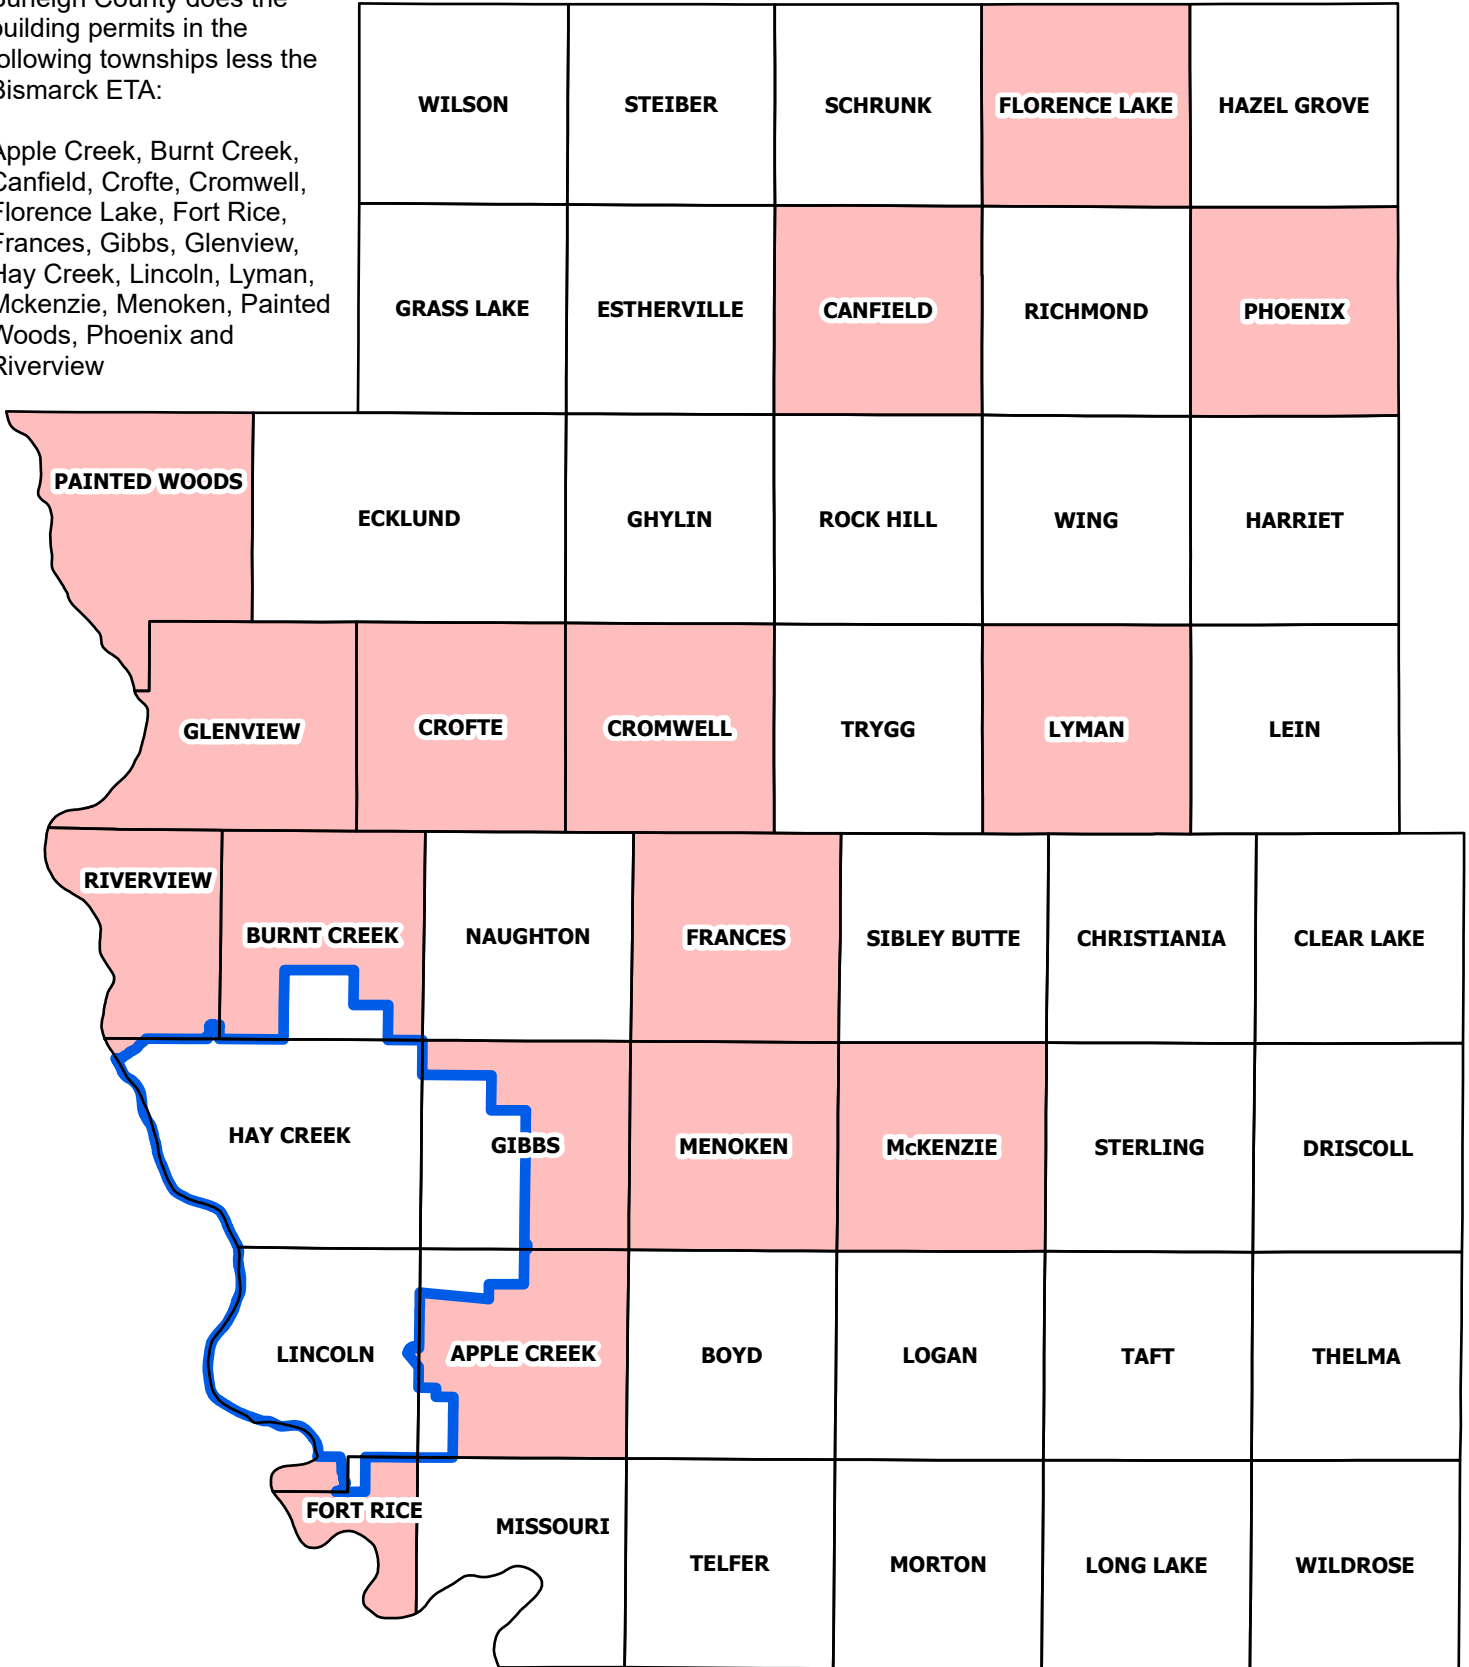 Burleigh County does the
building permits in the
following townships less the
Bismarck ETA:
Apple Creek, Burnt Creek,
Canfield, Crofte, Cromwell,
Florence Lake, Fort Rice,
Frances, Gibbs, Glenview,
Hay Creek, Lincoln, Lyman,
Mckenzie, Menoken, Painted
Woods, Phoenix and
Riverview
WILSON
STEIBER
SCHRUNK
FLORENCE LAKE
HAZEL GROVE
GRASS LAKE
ESTHERVILLE
CANFIELD
RICHMOND
PHOENIX
PAINTED WOODS
ECKLUND
GHYLIN
ROCK HILL
WING
HARRIET
GLENVIEW
CROFTE
CROMWELL
TRYGG
LYMAN
LEIN
RIVERVIEW
BURNT CREEK
NAUGHTON
FRANCES
SIBLEY BUTTE
CHRISTIANIA
CLEAR LAKE
HAY CREEK
GIBBS
MENOKEN
McKENZIE
STERLING
DRISCOLL
LINCOLN
APPLE CREEK
BOYD
LOGAN
TAFT
THELMA
FORT RICE
MISSOURI
TELFER
MORTON
LONG LAKE
WILDROSE